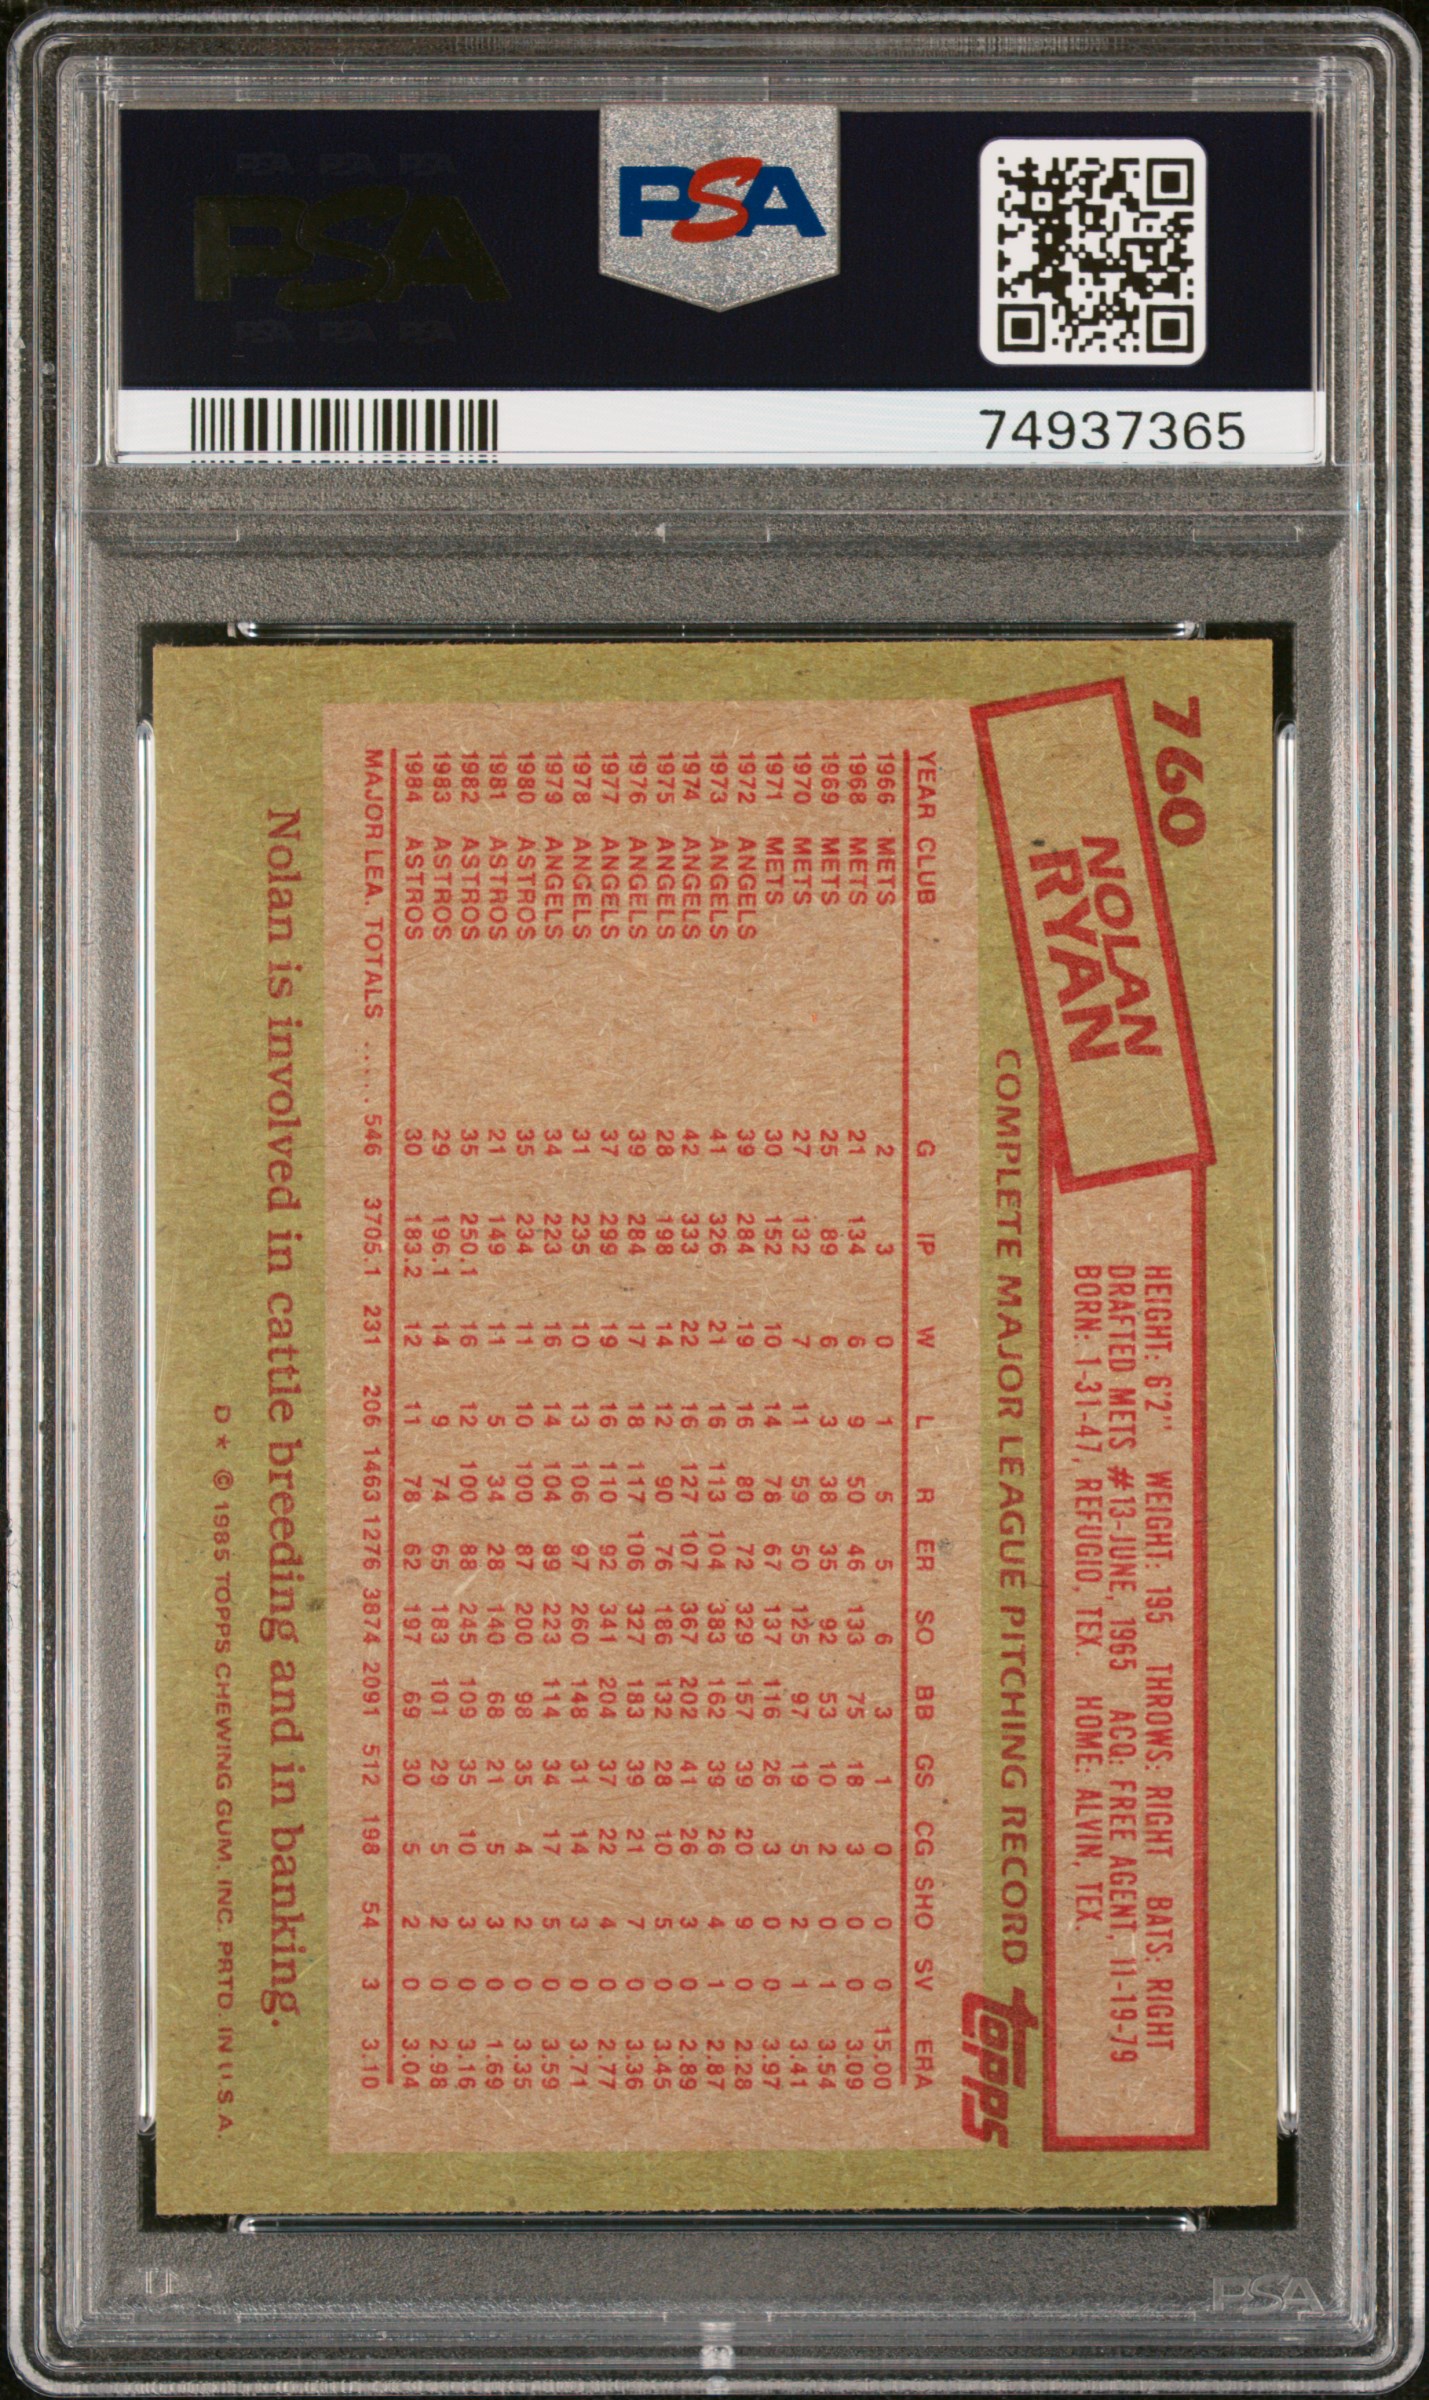 PSA PSA PSA
PSA
PSA PSA PSA
PSA
74937365
760
NOLAN
RYAN
HEIGHT: 6'2" WEIGHT: 195 THROWS: RIGHT BATS: RIGHT
DRAFTED METS #13-JUNE, 1965 ACQ: FREE AGENT, 11-19-79
BORN: 1-31-47, REFUGIO, TEX. HOME: ALVIN, TEX.
COMPLETE MAJOR LEAGUE PITCHING RECORD topps
YEAR CLUB G IP W L R ER SO BB GS CG SHO SV ERA
1966 METS 2 3 0 1 5 5 6 3 1 0 0 0 15.00
1968 METS 21 134 6 9 50 46 133 75 18 3 0 0 3.09
1969 METS 25 89 6 3 38 35 92 53 10 2 0 1 3.54
1970 METS 27 132 7 11 59 50 125 97 19 5 2 1 3.41
1971 METS 30 152 10 14 78 67 137 116 26 3 0 0 3.97
1972 ANGELS 39 284 19 16 80 72 329 157 39 20 9 0 2.28
1973 ANGELS 41 326 21 16 113 104 383 162 39 26 4 1 2.87
1974 ANGELS 42 333 22 16 127 107 367 202 41 26 3 0 2.89
1975 ANGELS 28 198 14 12 90 76 186 132 28 10 5 0 3.45
1976 ANGELS 39 284 17 18 117 106 327 183 39 21 7 0 3.36
1977 ANGELS 37 299 19 16 110 92 341 204 37 22 4 0 2.77
1978 ANGELS 31 235 10 13 106 97 260 148 31 14 3 0 3.71
1979 ANGELS 34 223 16 14 104 89 223 114 34 17 5 0 3.59
1980 ASTROS 35 234 11 10 100 87 200 98 35 4 2 0 3.35
1981 ASTROS 21 149 11 5 34 28 140 68 21 5 3 0 1.69
1982 ASTROS 35 250.1 16 12 100 88 245 109 35 10 3 0 3.16
1983 ASTROS 29 196.1 14 9 74 65 183 101 29 5 2 0 2.98
1984 ASTROS 30 183.2 12 11 78 62 197 69 30 5 2 0 3.04
MAJOR LEA. TOTALS ..... 546 3705.1 231 206 1463 1276 3874 2091 512 198 54 3 3.10
Nolan is involved in cattle breeding and in banking.
D* © 1985 TOPPS CHEWING GUM, INC. PRTD. IN U.S.A.
PSA